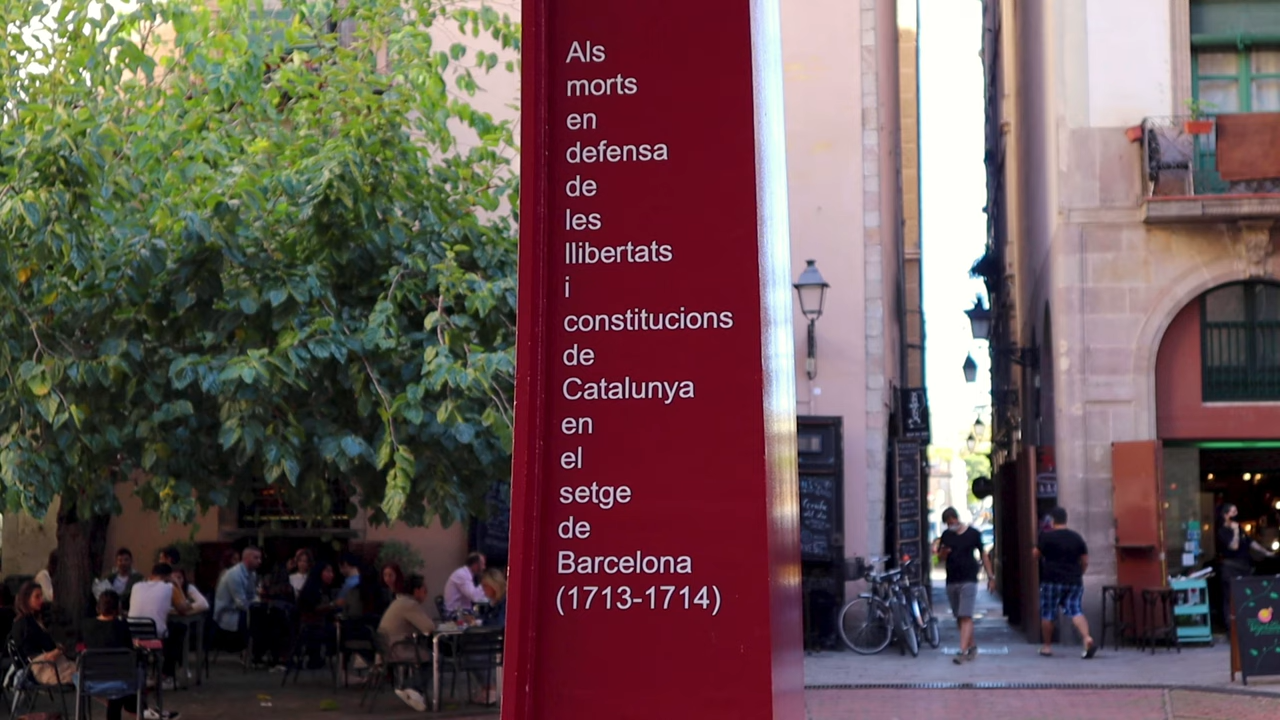 Als
morts
en
defensa
de
les
llibertats
i
constitucions
de
Catalunya
en
el
setge
de
Barcelona
(1713-1714)